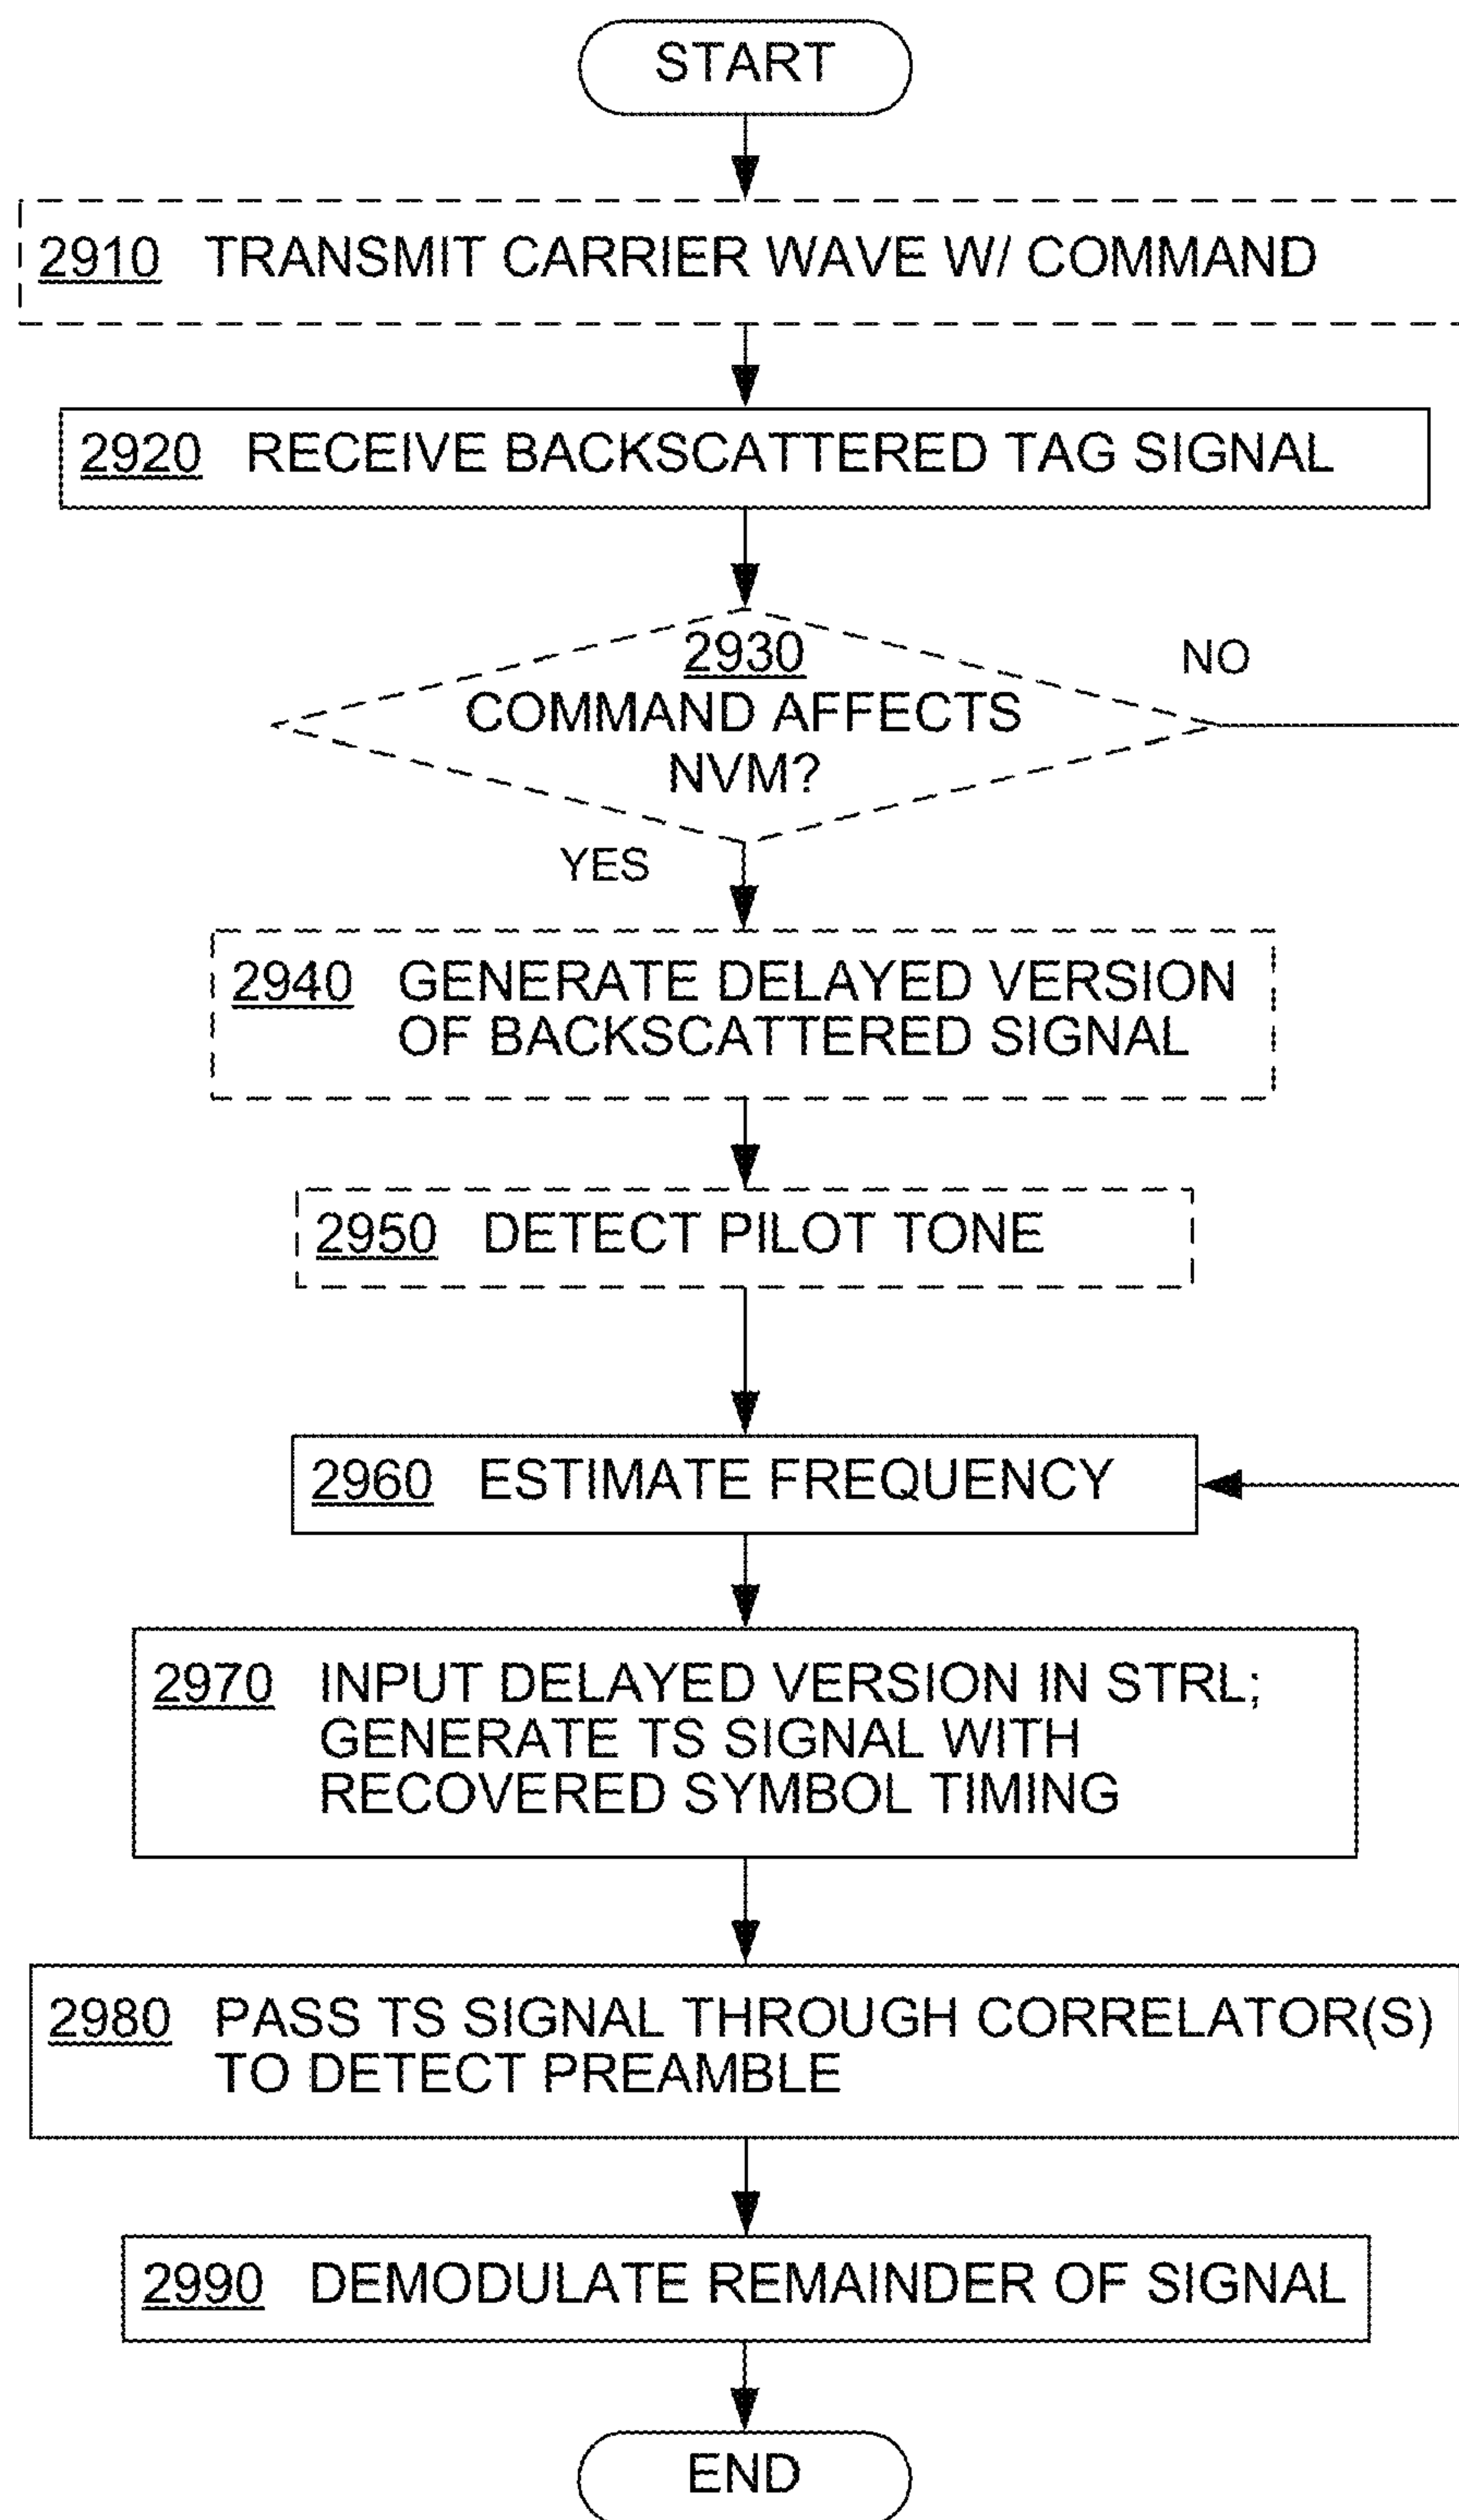 START
2910 TRANSMIT CARRIER WAVE W/ COMMAND
2920 RECEIVE BACKSCATTERED TAG SIGNAL
2930
COMMAND AFFECTS
NVM?
NO
YES
2940 GENERATE DELAYED VERSION
OF BACKSCATTERED SIGNAL
2950 DETECT PILOT TONE
2960 ESTIMATE FREQUENCY
2970 INPUT DELAYED VERSION IN STRL;
GENERATE TS SIGNAL WITH
RECOVERED SYMBOL TIMING
2980 PASS TS SIGNAL THROUGH CORRELATOR(S)
TO DETECT PREAMBLE
2990 DEMODULATE REMAINDER OF SIGNAL
END